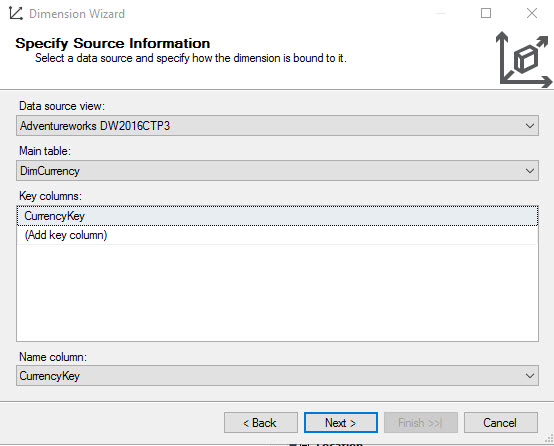 Dimension Wizard
Specify Source Information
Select a data source and specify how the dimension is bound to it.
Data source view:
Adventureworks DW2016CTP3
Main table:
DimCurrency
Key columns:
CurrencyKey
(Add key column)
Name column:
CurrencyKey
< Back
Next >
Finish >>|
Cancel